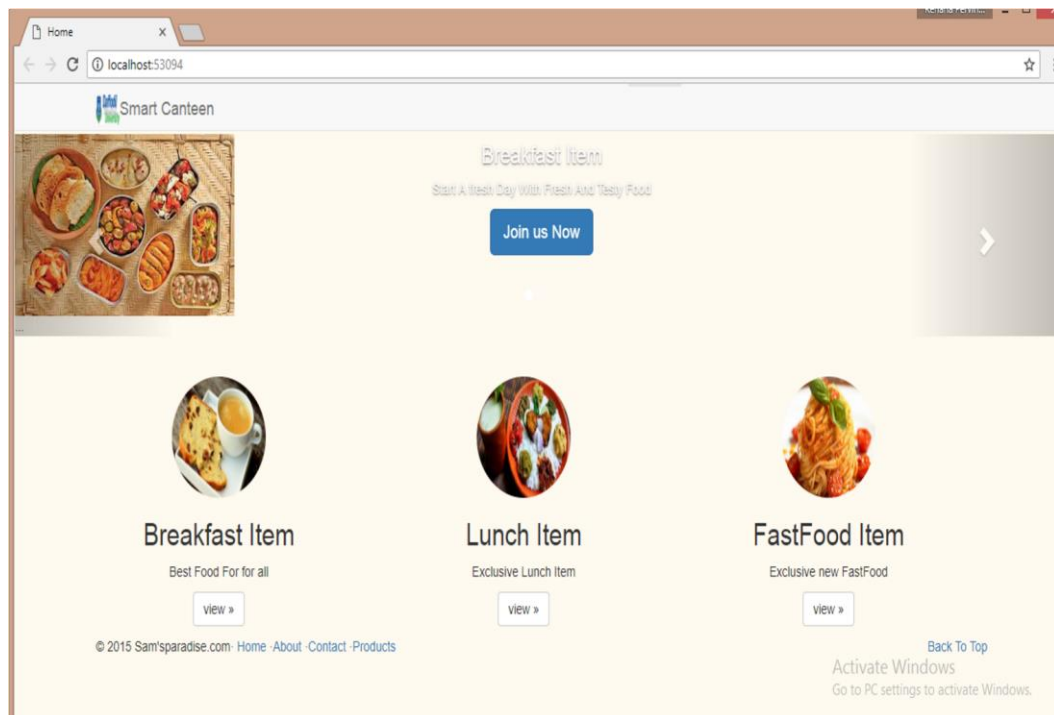 Home
localhost:53094
Smart Canteen
Breakfast Item
Start A fresh Day With Fresh And Testy Food
Join us Now
...
Breakfast Item
Lunch Item
FastFood Item
Best Food For for all
Exclusive Lunch Item
Exclusive new FastFood
view »
view »
view »
© 2015 Sam'sparadise.com· Home ·About ·Contact ·Products
Back To Top
Activate Windows
Go to PC settings to activate Windows.